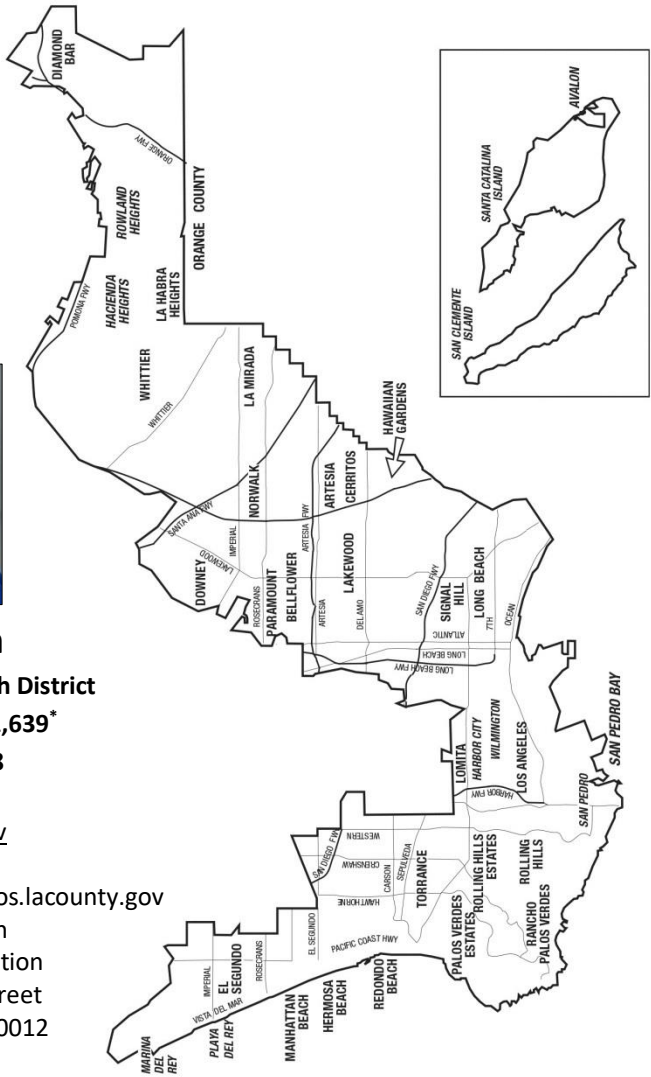 n
h District
,639*
3
v
os.lacounty.gov
n
tion
reet
0012
DIAMOND
BAR
ORANGE FWY
ROWLAND
HEIGHTS
HACIENDA
HEIGHTS
POMONA FWY
LA HABRA
HEIGHTS
ORANGE COUNTY
WHITTIER
WHITTIER
LA MIRADA
SANTA ANA FWY
NORWALK
IMPERIAL
LAKEWOOD
DOWNEY
ROSECRANS
PARAMOUNT
BELLFLOWER
ARTESIA FWY
ARTESIA
CERRITOS
HAWAIIAN
GARDENS
ARTESIA
LAKEWOOD
DEL AMO
SAN DIEGO FWY
SIGNAL
HILL
LONG BEACH
ATLANTIC
7TH
OCEAN
LONG BEACH
LONG BEACH FWY
LOMITA
HARBOR CITY
WILMINGTON
LOS ANGELES
HARBOR FWY
SAN PEDRO
SAN PEDRO BAY
SAN DIEGO FWY
WESTERN
CRENSHAW
HAWTHORNE
CARSON
SEPULVEDA
TORRANCE
ROLLING HILLS
ESTATES
ROLLING
HILLS
PALOS VERDES
ESTATES
RANCHO
PALOS VERDES
EL SEGUNDO
PACIFIC COAST HWY
IMPERIAL
EL
SEGUNDO
ROSECRANS
VISTA DEL MAR
MARINA
DEL
REY
PLAYA
DEL REY
MANHATTAN
BEACH
HERMOSA
BEACH
REDONDO
BEACH
SAN CLEMENTE
ISLAND
SANTA CATALINA
ISLAND
AVALON